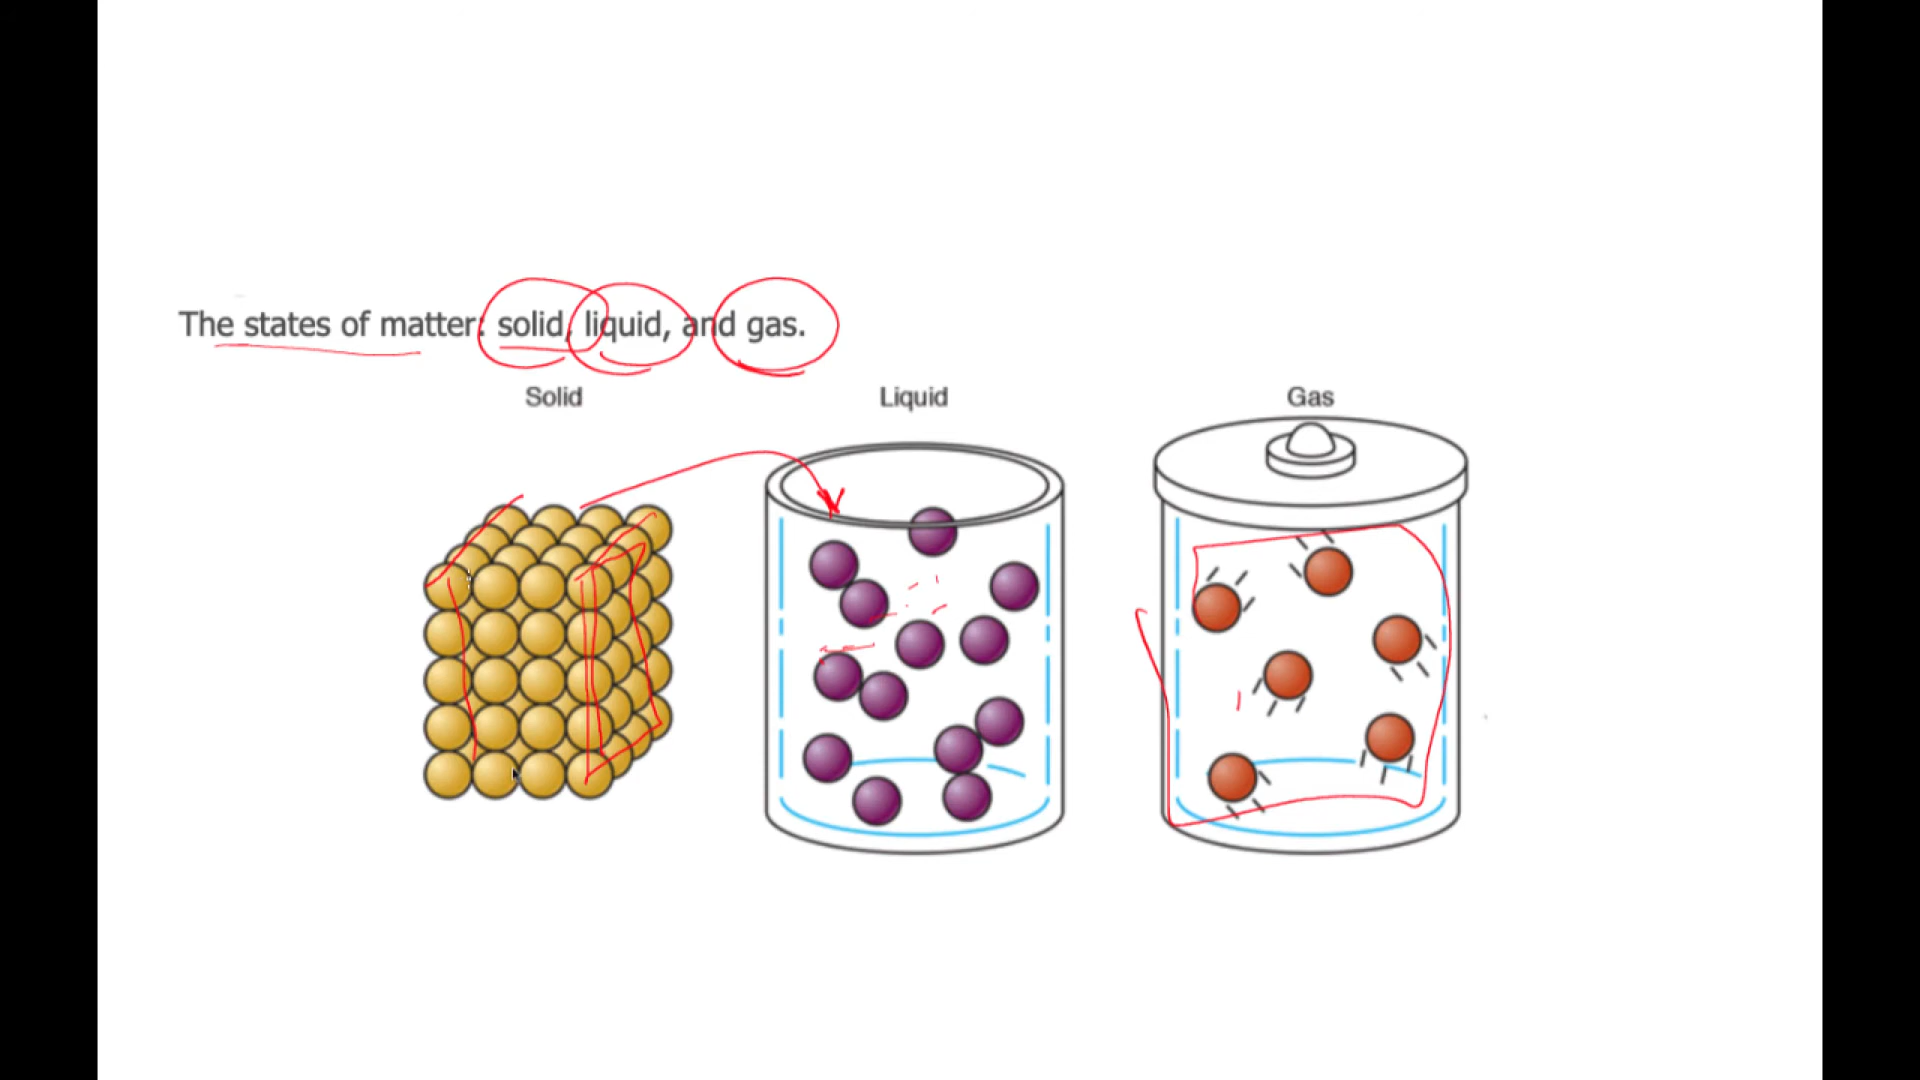 The states of matter: solid, liquid, and gas.
Solid Liquid Gas